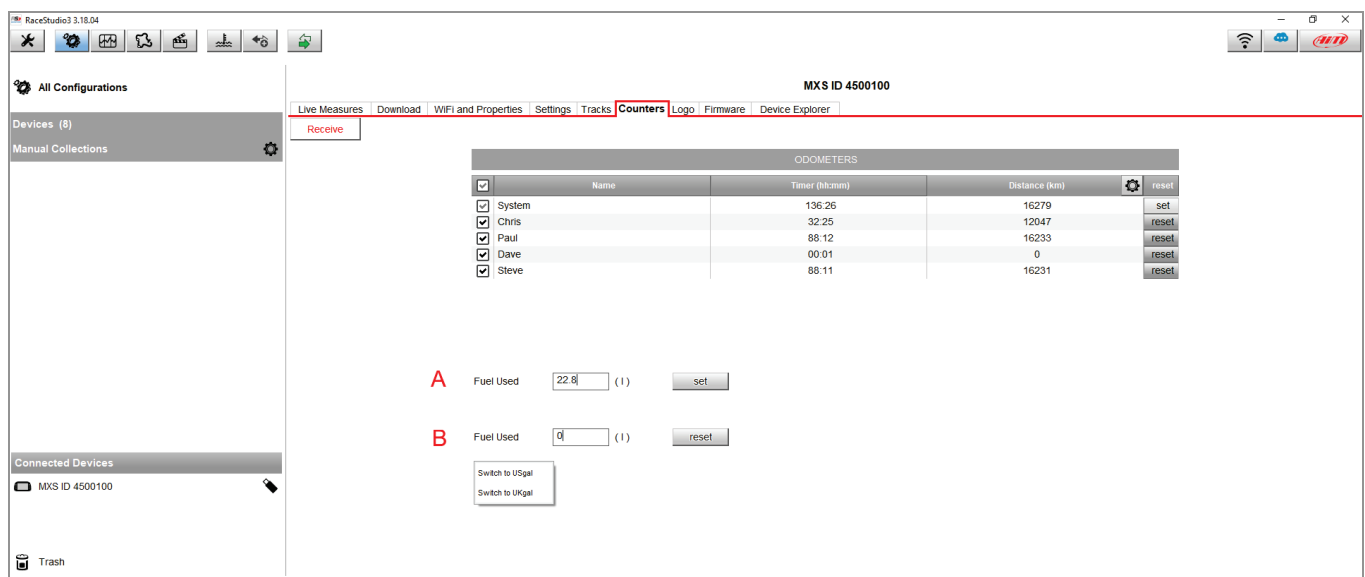 RaceStudio3 3.18.04
AiM
All Configurations
MXS ID 4500100
Live Measures Download WiFi and Properties Settings Tracks Counters Logo Firmware Device Explorer
Devices (8)
Receive
Manual Collections
ODOMETERS
Name Timer (hh:mm) Distance (km) reset
System 136:26 16279 set
Chris 32:25 12047 reset
Paul 88:12 16233 reset
Dave 00:01 0 reset
Steve 88:11 16231 reset
A Fuel Used 22.8 ( l ) set
B Fuel Used 0 ( l ) reset
Connected Devices
Switch to USgal
MXS ID 4500100
Switch to UKgal
Trash